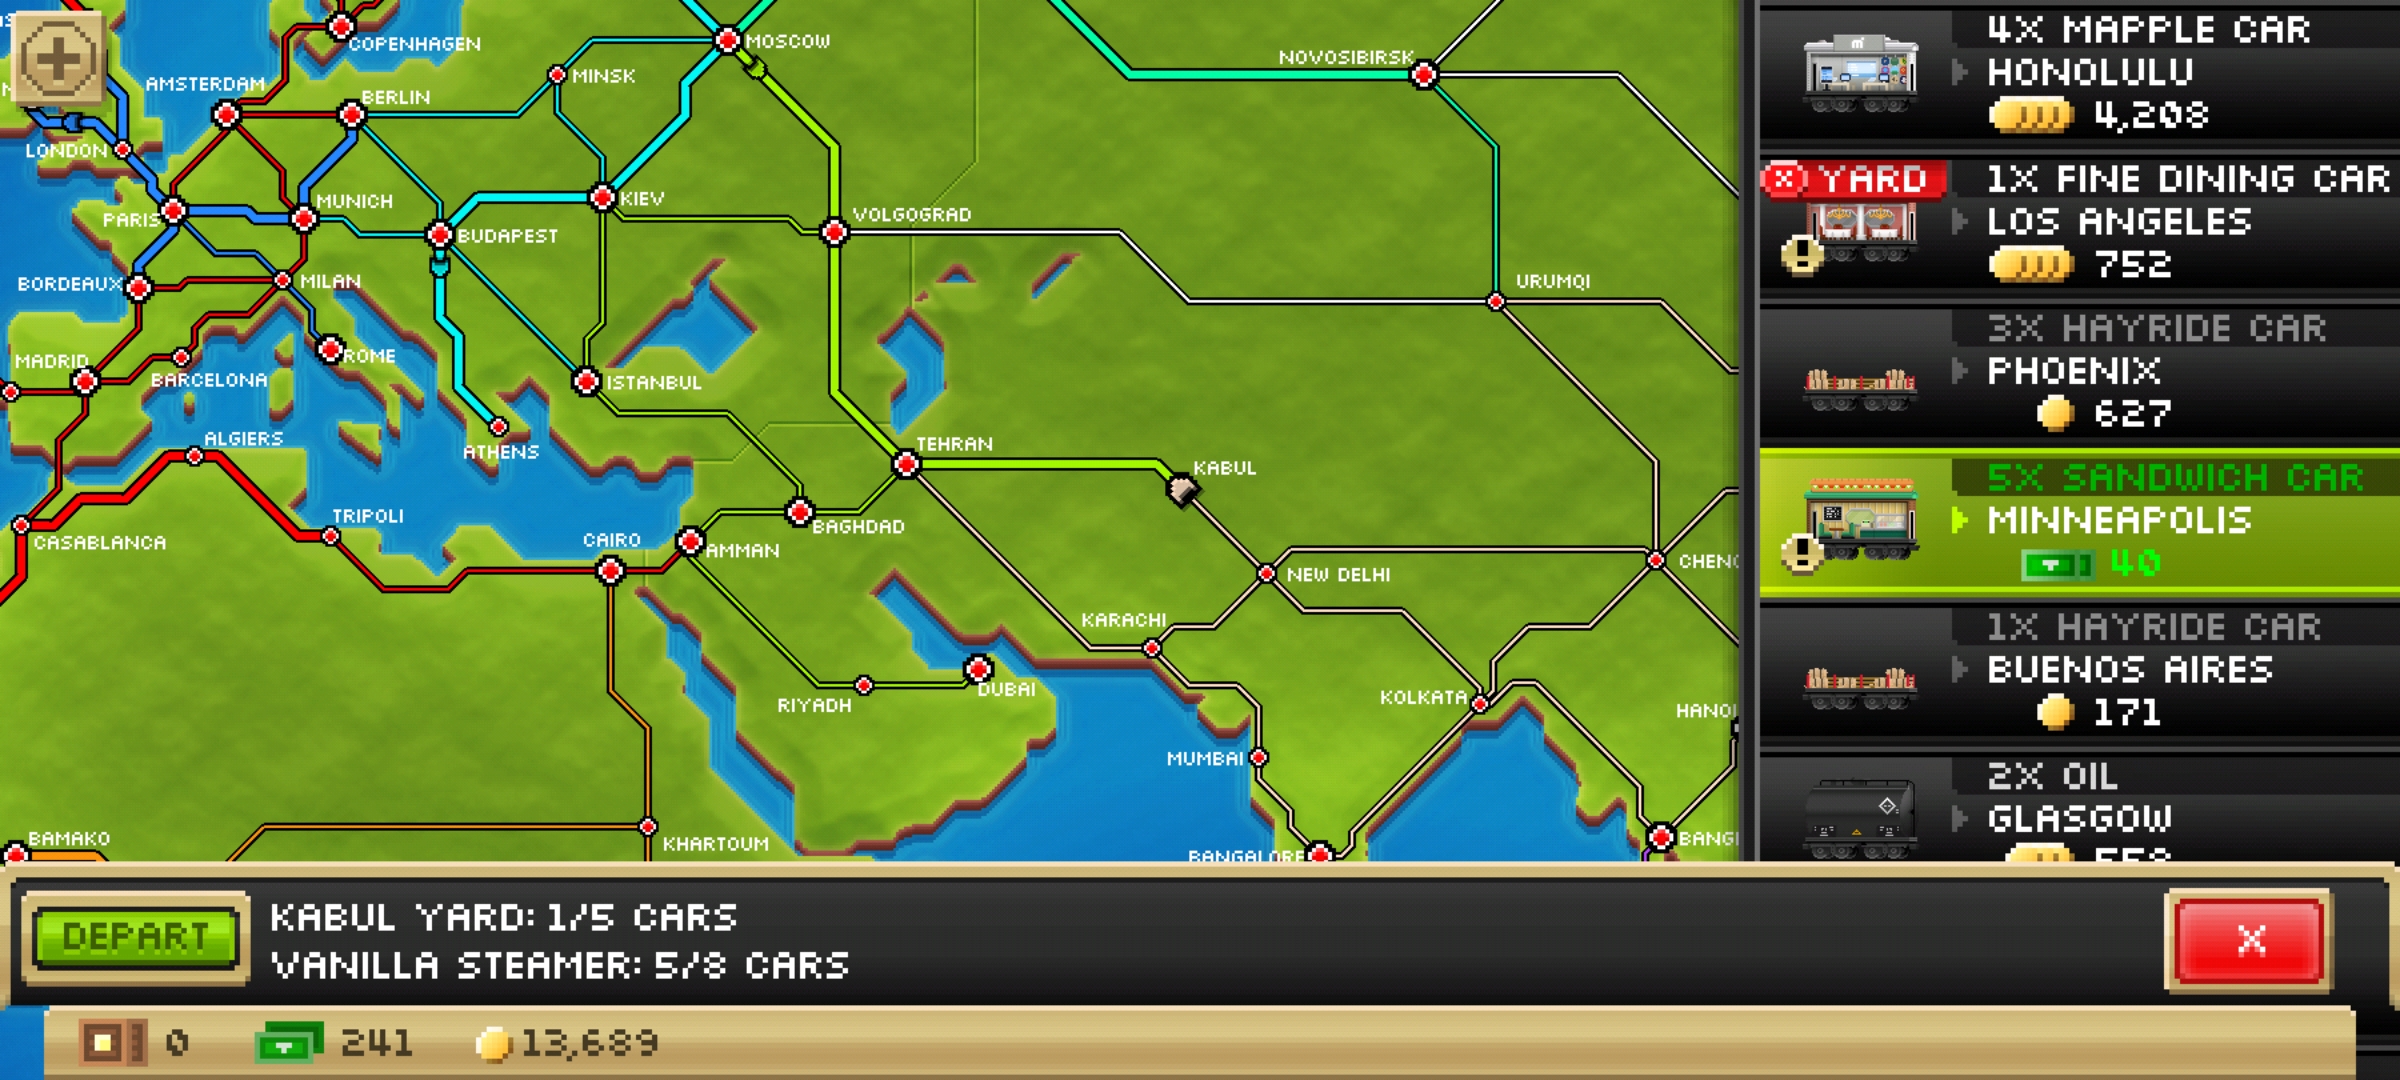 COPENHAGEN
MOSCOW
NOVOSIBIRSK
MINSK
AMSTERDAM
BERLIN
LONDON
MUNICH
KIEV
PARIS
VOLGOGRAD
BUDAPEST
BORDEAUX
MILAN
URUMQI
MADRID
ROME
BARCELONA
ISTANBUL
ALGIERS
ATHENS
TEHRAN
KABUL
TRIPOLI
BAGHDAD
CASABLANCA
CAIRO
AMMAN
NEW DELHI
CHENG
KARACHI
DUBAI
RIYADH
KOLKATA
HANOI
MUMBAI
BAMAKO
KHARTOUM
BANGALORE
BANG
4X MAPPLE CAR
HONOLULU
4,208
YARD
1X FINE DINING CAR
LOS ANGELES
752
3X HAYRIDE CAR
PHOENIX
627
5X SANDWICH CAR
MINNEAPOLIS
40
1X HAYRIDE CAR
BUENOS AIRES
171
2X OIL
GLASGOW
DEPART
KABUL YARD: 1/5 CARS
VANILLA STEAMER: 5/8 CARS
X
0
241
13,689